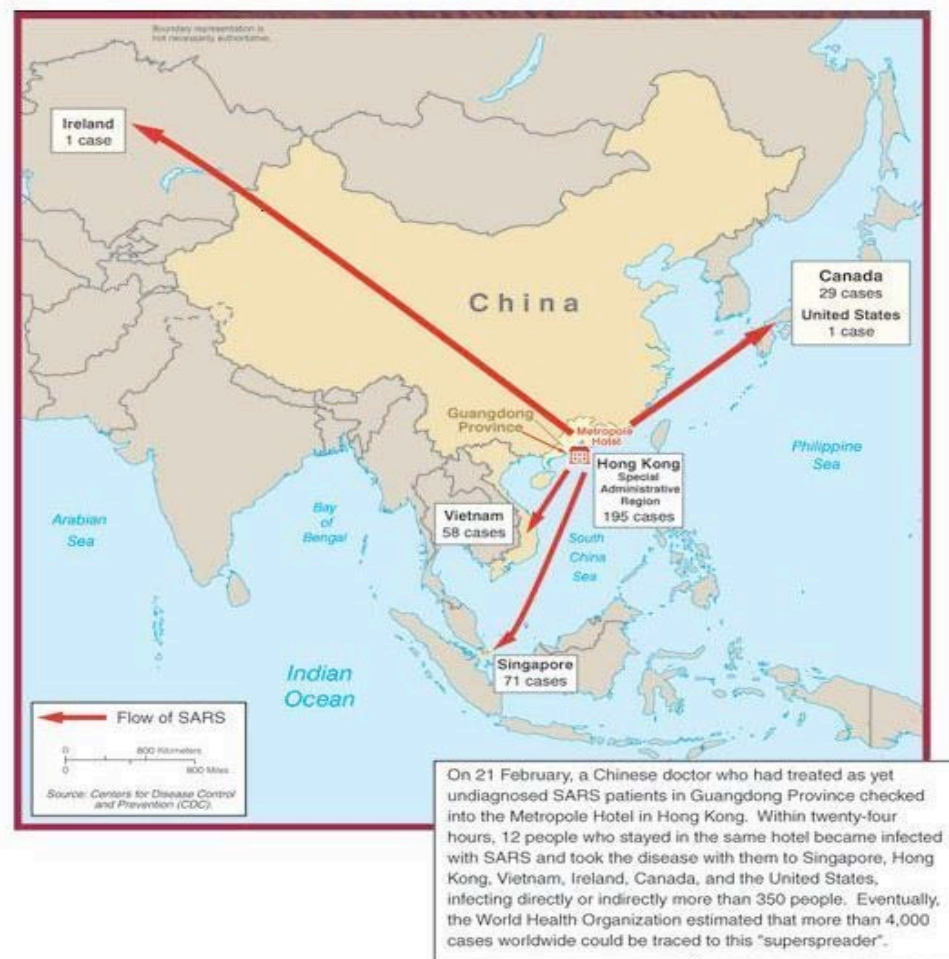 Boundary representation is
not necessarily authoritative.
Ireland
1 case
China
Canada
29 cases
United States
1 case
Guangdong
Province
Metropole
Hotel
Hong Kong
Special
Administrative
Region
195 cases
Philippine
Sea
Vietnam
58 cases
Arabian
Sea
Bay
of
Bengal
South
China
Sea
Singapore
71 cases
Indian
Ocean
Flow of SARS
0 800 Kilometers
0 800 Miles
Source: Centers for Disease Control
and Prevention (CDC).
On 21 February, a Chinese doctor who had treated as yet
undiagnosed SARS patients in Guangdong Province checked
into the Metropole Hotel in Hong Kong. Within twenty-four
hours, 12 people who stayed in the same hotel became infected
with SARS and took the disease with them to Singapore, Hong
Kong, Vietnam, Ireland, Canada, and the United States,
infecting directly or indirectly more than 350 people. Eventually,
the World Health Organization estimated that more than 4,000
cases worldwide could be traced to this "superspreader".